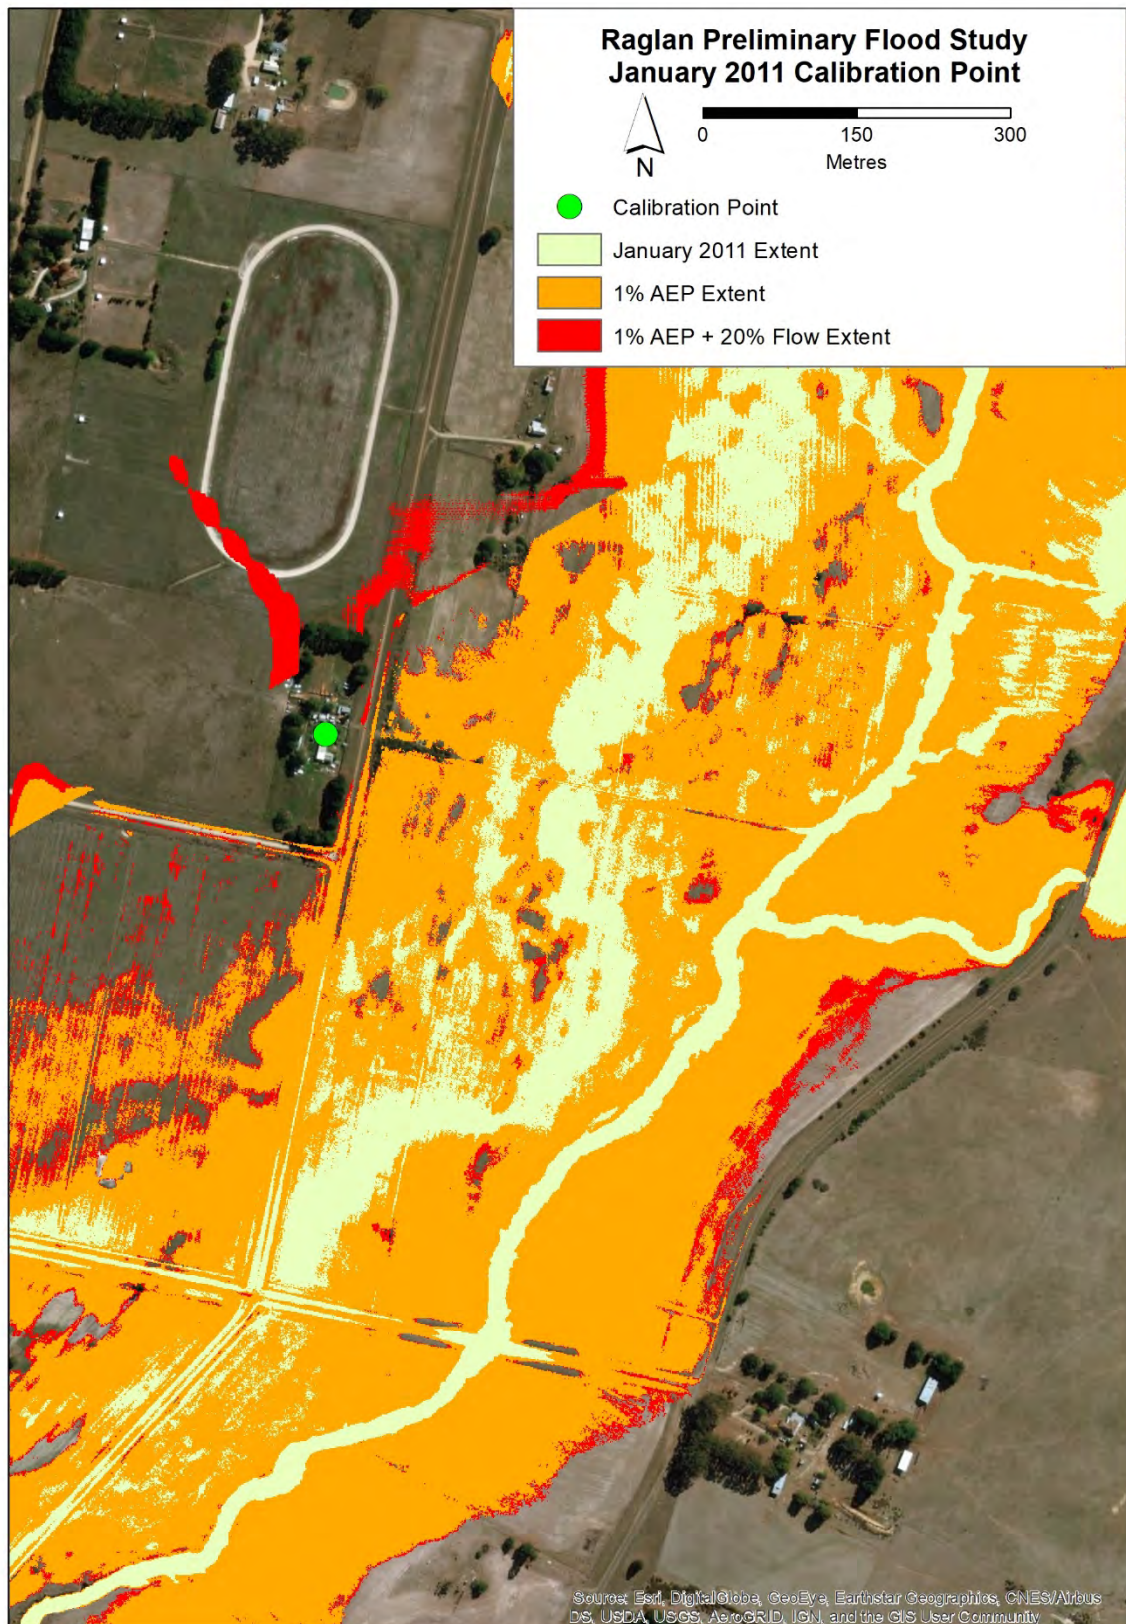 Raglan Preliminary Flood Study
January 2011 Calibration Point
N
0 150 300
Metres
Calibration Point
January 2011 Extent
1% AEP Extent
1% AEP + 20% Flow Extent
Source: Esri, DigitalGlobe, GeoEye, Earthstar Geographics, CNES/Airbus
DS, USDA, USGS, AeroGRID, IGN, and the GIS User Community